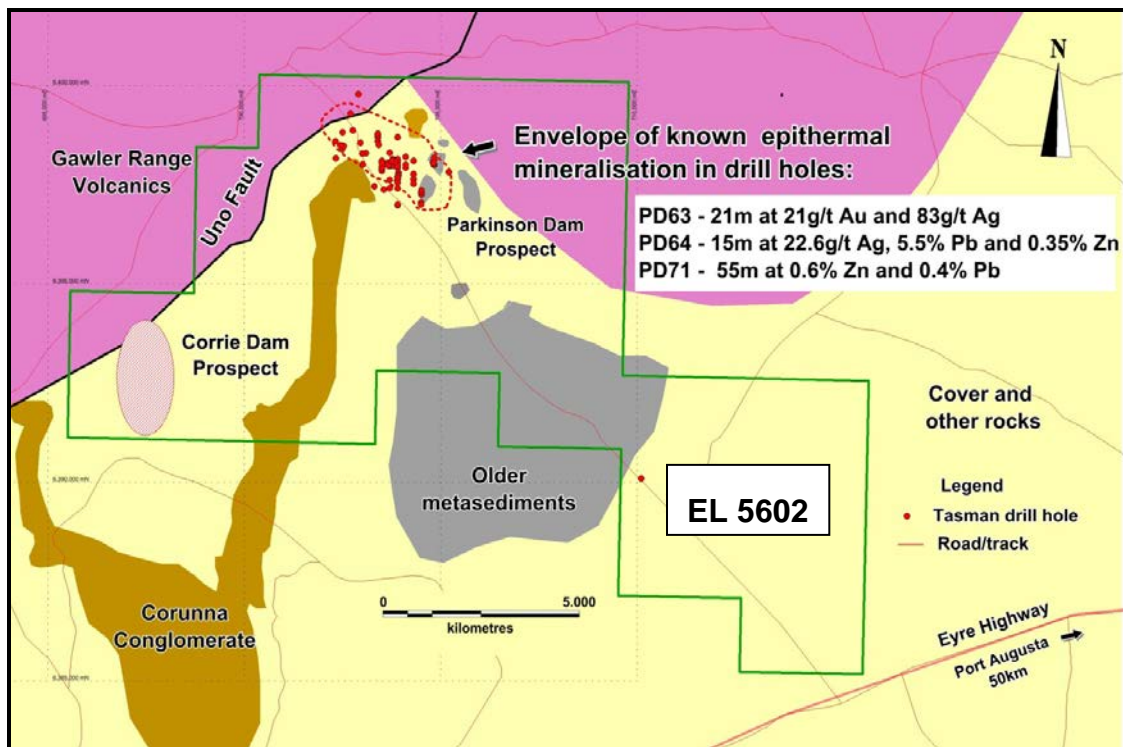 N
Envelope of known epithermal
mineralisation in drill holes:
PD63 - 21m at 21g/t Au and 83g/t Ag
PD64 - 15m at 22.6g/t Ag, 5.5% Pb and 0.35% Zn
PD71 - 55m at 0.6% Zn and 0.4% Pb
Gawler Range
Volcanics
Uno Fault
Parkinson Dam
Prospect
Corrie Dam
Prospect
Cover and
other rocks
Older
metasediments
EL 5602
Legend
Tasman drill hole
Road/track
Corunna
Conglomerate
0 5.000
kilometres
Eyre Highway
Port Augusta
50km